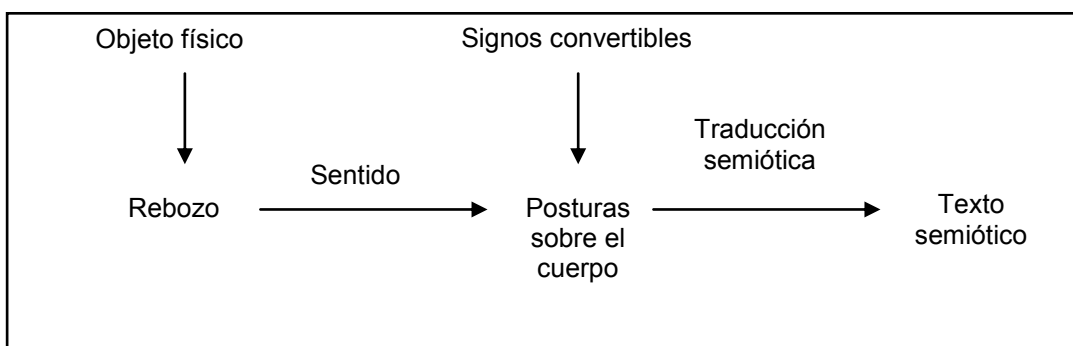 Objeto físico
Signos convertibles
Traducción
semiótica
Sentido
Rebozo
Posturas
sobre el
cuerpo
Texto
semiótico